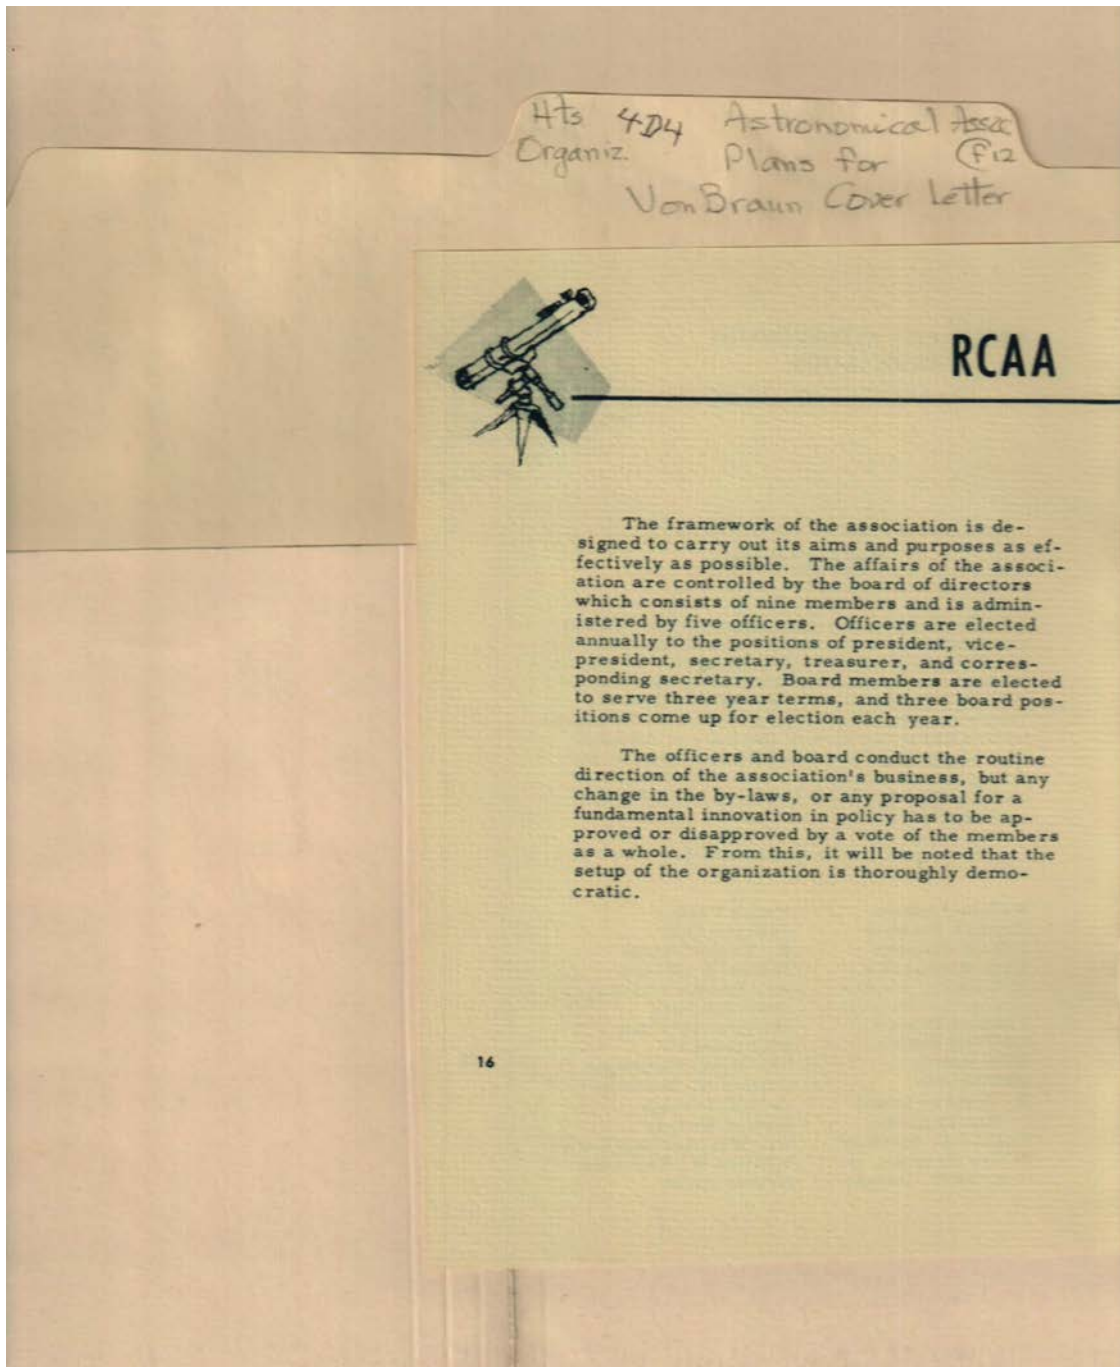 Hts 4D4 Astronomical Assoc
Organiz. Plans for F12
Von Braun Cover Letter
RCAA
The framework of the association is de-
signed to carry out its aims and purposes as ef-
fectively as possible. The affairs of the associ-
ation are controlled by the board of directors
which consists of nine members and is admin-
istered by five officers. Officers are elected
annually to the positions of president, vice-
president, secretary, treasurer, and corres-
ponding secretary. Board members are elected
to serve three year terms, and three board pos-
itions come up for election each year.
The officers and board conduct the routine
direction of the association's business, but any
change in the by-laws, or any proposal for a
fundamental innovation in policy has to be ap-
proved or disapproved by a vote of the members
as a whole. From this, it will be noted that the
setup of the organization is thoroughly demo-
cratic.
16